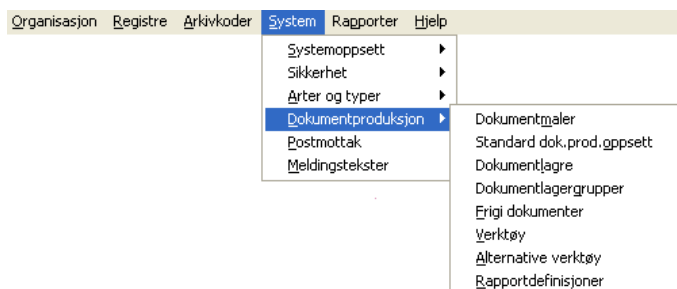 Organisasjon Registre Arkivkoder System Rapporter Hjelp
Systemoppsett
Sikkerhet
Arter og typer
Dokumentproduksjon
Postmottak
Meldingstekster
Dokumentmaler
Standard dok.prod.oppsett
Dokumentlagre
Dokumentlagergrupper
Frigi dokumenter
Verktøy
Alternative verktøy
Rapportdefinisjoner